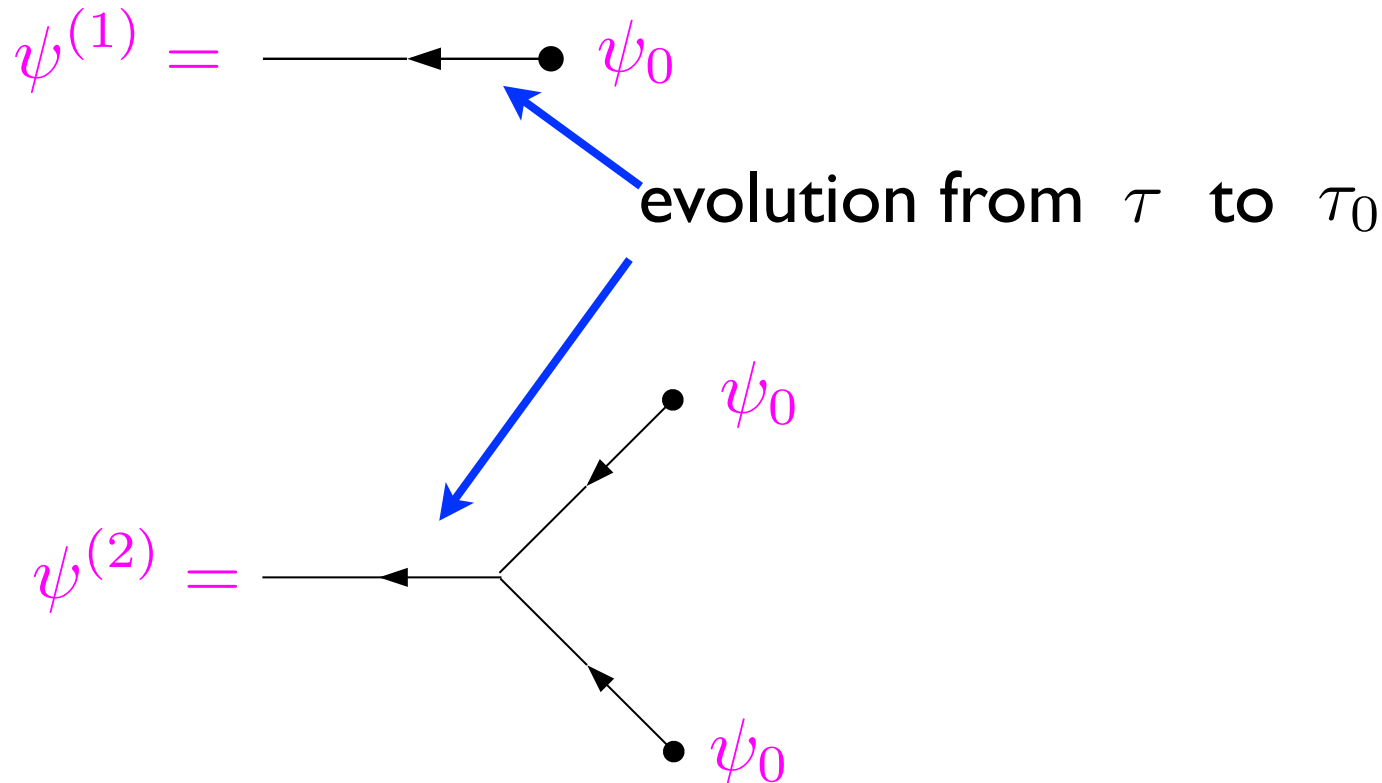 ψ^{(1)} = ψ_0
evolution from τ to τ_0
ψ_0
ψ^{(2)} =
ψ_0